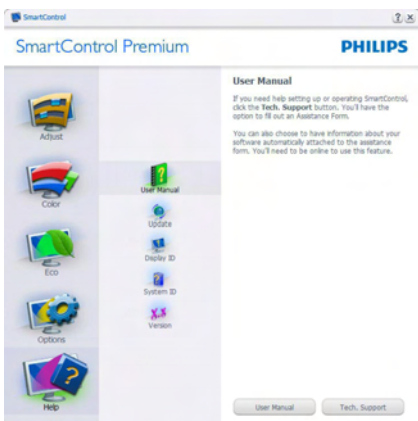 SmartControl
SmartControl Premium
PHILIPS
Adjust
Color
Eco
Options
Help
User Manual
Update
Display ID
System ID
Version
User Manual
If you need help setting up or operating SmartControl,
click the Tech. Support button. You'll have the
option to fill out an Assistance Form.
You can also choose to have information about your
software automatically attached to the assistance
form. You'll need to be online to use this feature.
User Manual
Tech. Support